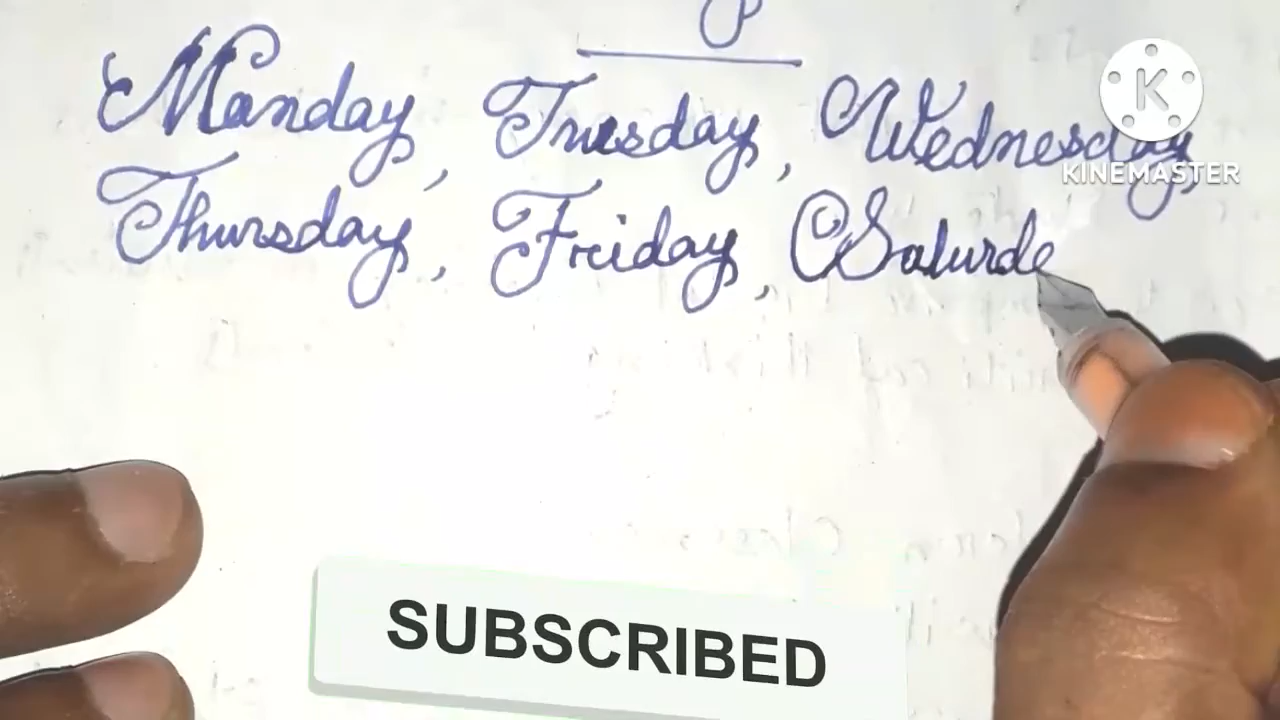 Monday, Tuesday, Wednesday,
Thursday, Friday, Saturda
K
KINEMASTER
SUBSCRIBED